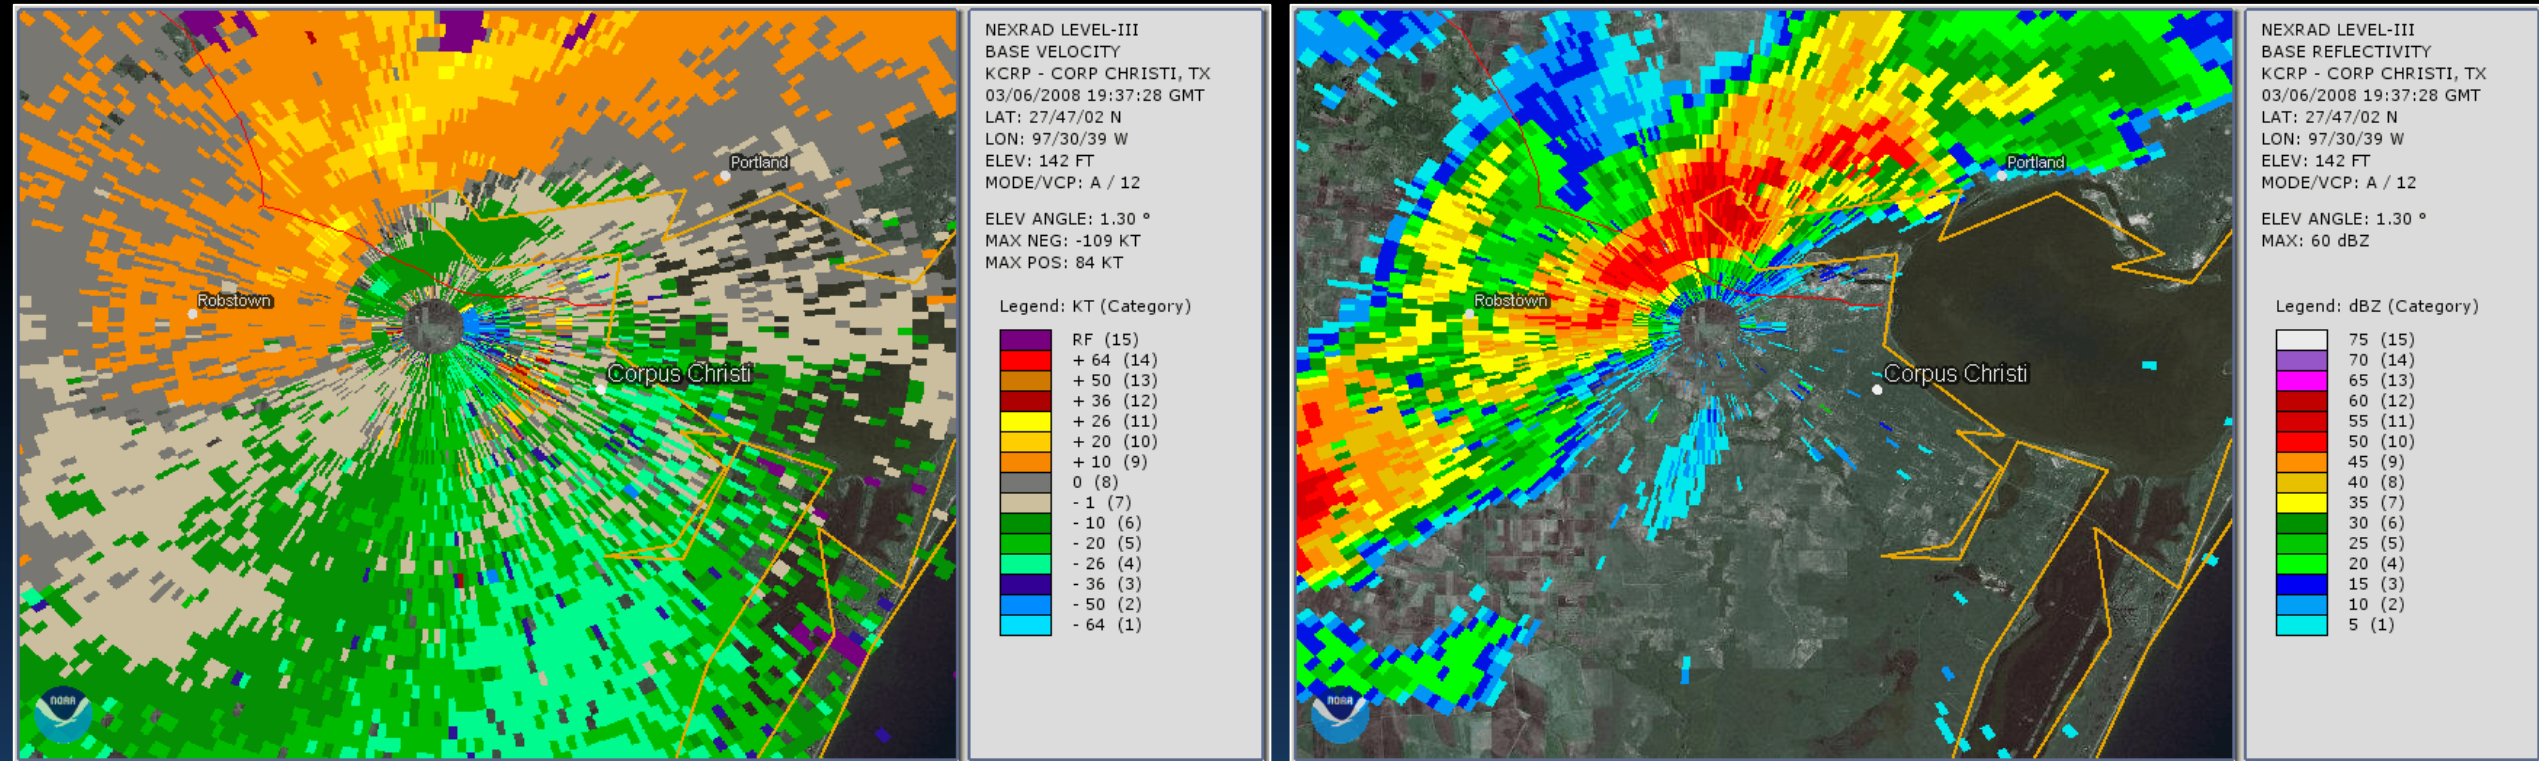 Portland
Robstown
Corpus Christi
NOAA
NEXRAD LEVEL-III
BASE VELOCITY
KCRP - CORP CHRISTI, TX
03/06/2008 19:37:28 GMT
LAT: 27/47/02 N
LON: 97/30/39 W
ELEV: 142 FT
MODE/VCP: A / 12
ELEV ANGLE: 1.30 °
MAX NEG: -109 KT
MAX POS: 84 KT
Legend: KT (Category)
RF (15)
+ 64 (14)
+ 50 (13)
+ 36 (12)
+ 26 (11)
+ 20 (10)
+ 10 (9)
0 (8)
- 1 (7)
- 10 (6)
- 20 (5)
- 26 (4)
- 36 (3)
- 50 (2)
- 64 (1)
Portland
Robstown
Corpus Christi
NOAA
NEXRAD LEVEL-III
BASE REFLECTIVITY
KCRP - CORP CHRISTI, TX
03/06/2008 19:37:28 GMT
LAT: 27/47/02 N
LON: 97/30/39 W
ELEV: 142 FT
MODE/VCP: A / 12
ELEV ANGLE: 1.30 °
MAX: 60 dBZ
Legend: dBZ (Category)
75 (15)
70 (14)
65 (13)
60 (12)
55 (11)
50 (10)
45 (9)
40 (8)
35 (7)
30 (6)
25 (5)
20 (4)
15 (3)
10 (2)
5 (1)